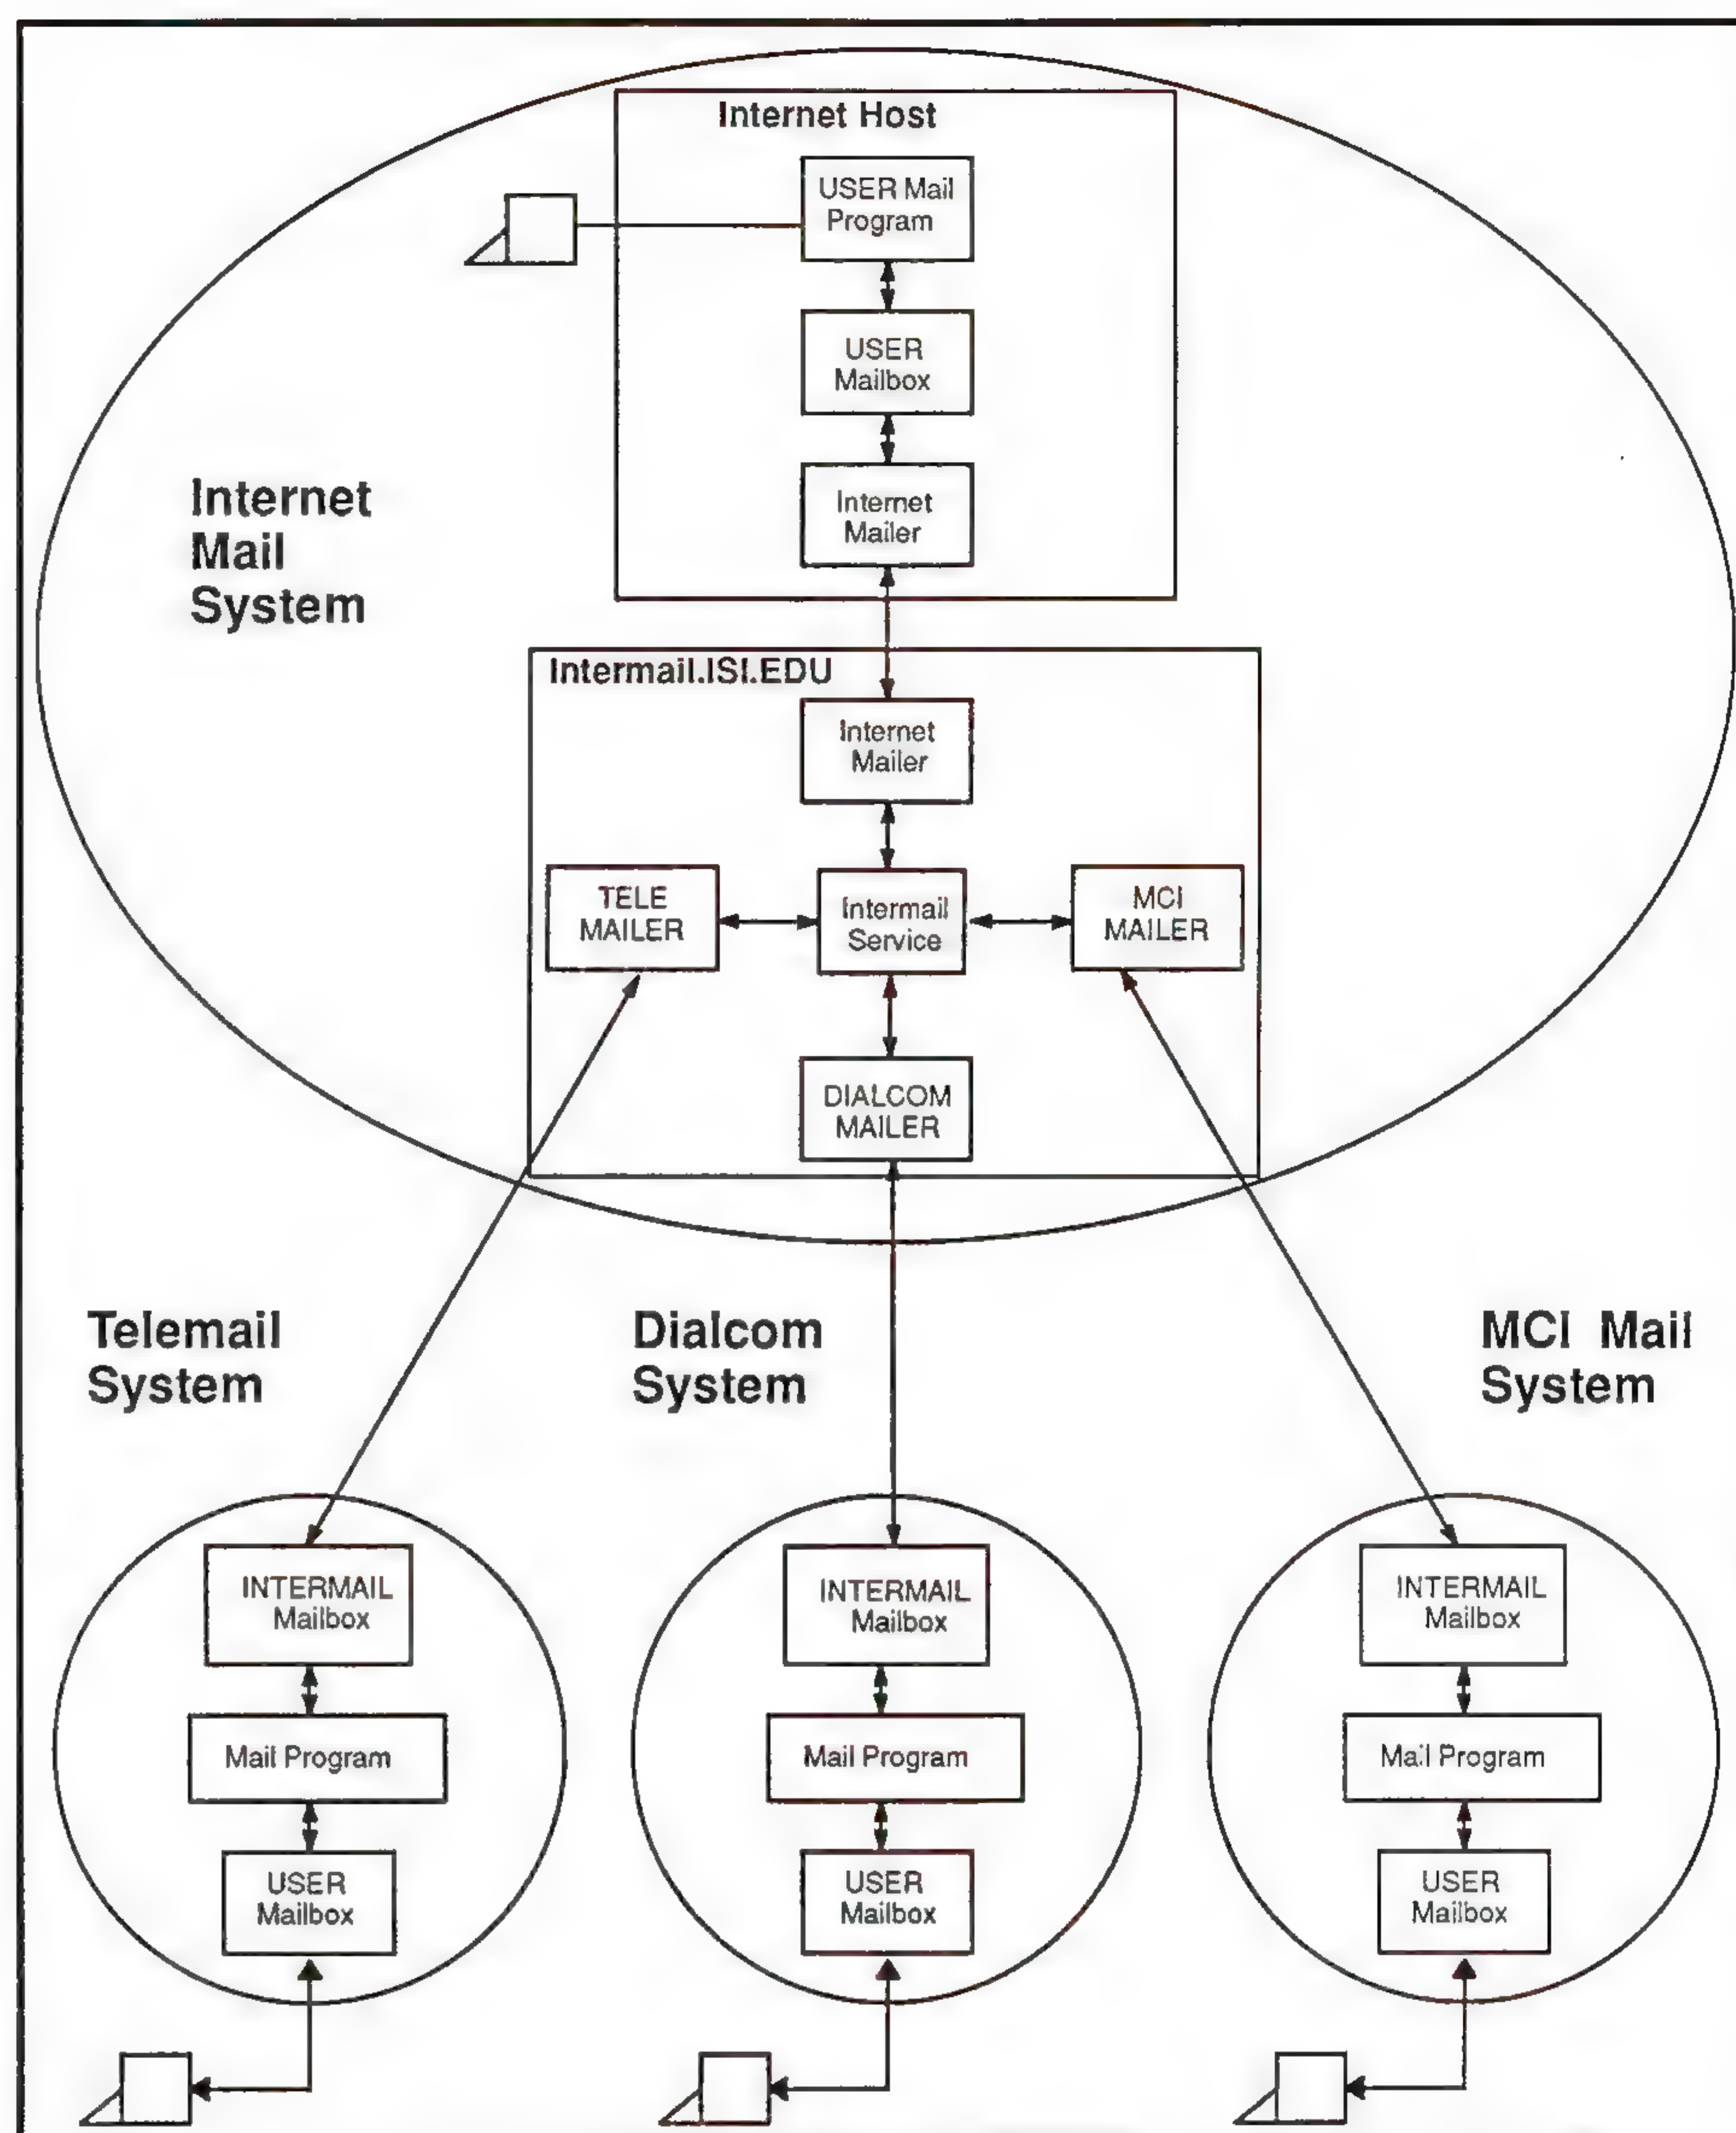 Internet Host
USER Mail
Program
USER
Mailbox
Internet
Mailer
Internet
Mail
System
Intermail.ISI.EDU
Internet
Mailer
TELE
MAILER
Intermail
Service
MCI
MAILER
DIALCOM
MAILER
Telemail
System
Dialcom
System
MCI Mail
System
INTERMAIL
Mailbox
Mail Program
USER
Mailbox
INTERMAIL
Mailbox
Mail Program
USER
Mailbox
INTERMAIL
Mailbox
Mail Program
USER
Mailbox